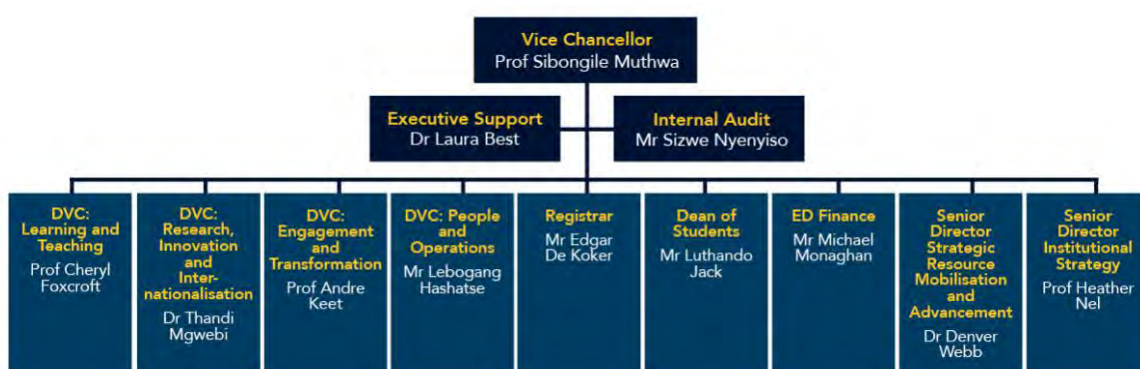 Vice Chancellor
Prof Sibongile Muthwa
Executive Support
Dr Laura Best
Internal Audit
Mr Sizwe Nyenyiso
DVC:
Learning and
Teaching
Prof Cheryl
Foxcroft
DVC:
Research,
Innovation
and
Inter-
nationalisation
Dr Thandi
Mgwebi
DVC:
Engagement
and
Transformation
Prof Andre
Keet
DVC: People
and
Operations
Mr Lebogang
Hashatse
Registrar
Mr Edgar
De Koker
Dean of
Students
Mr Luthando
Jack
ED Finance
Mr Michael
Monaghan
Senior
Director
Strategic
Resource
Mobilisation
and
Advancement
Dr Denver
Webb
Senior
Director
Institutional
Strategy
Prof Heather
Nel